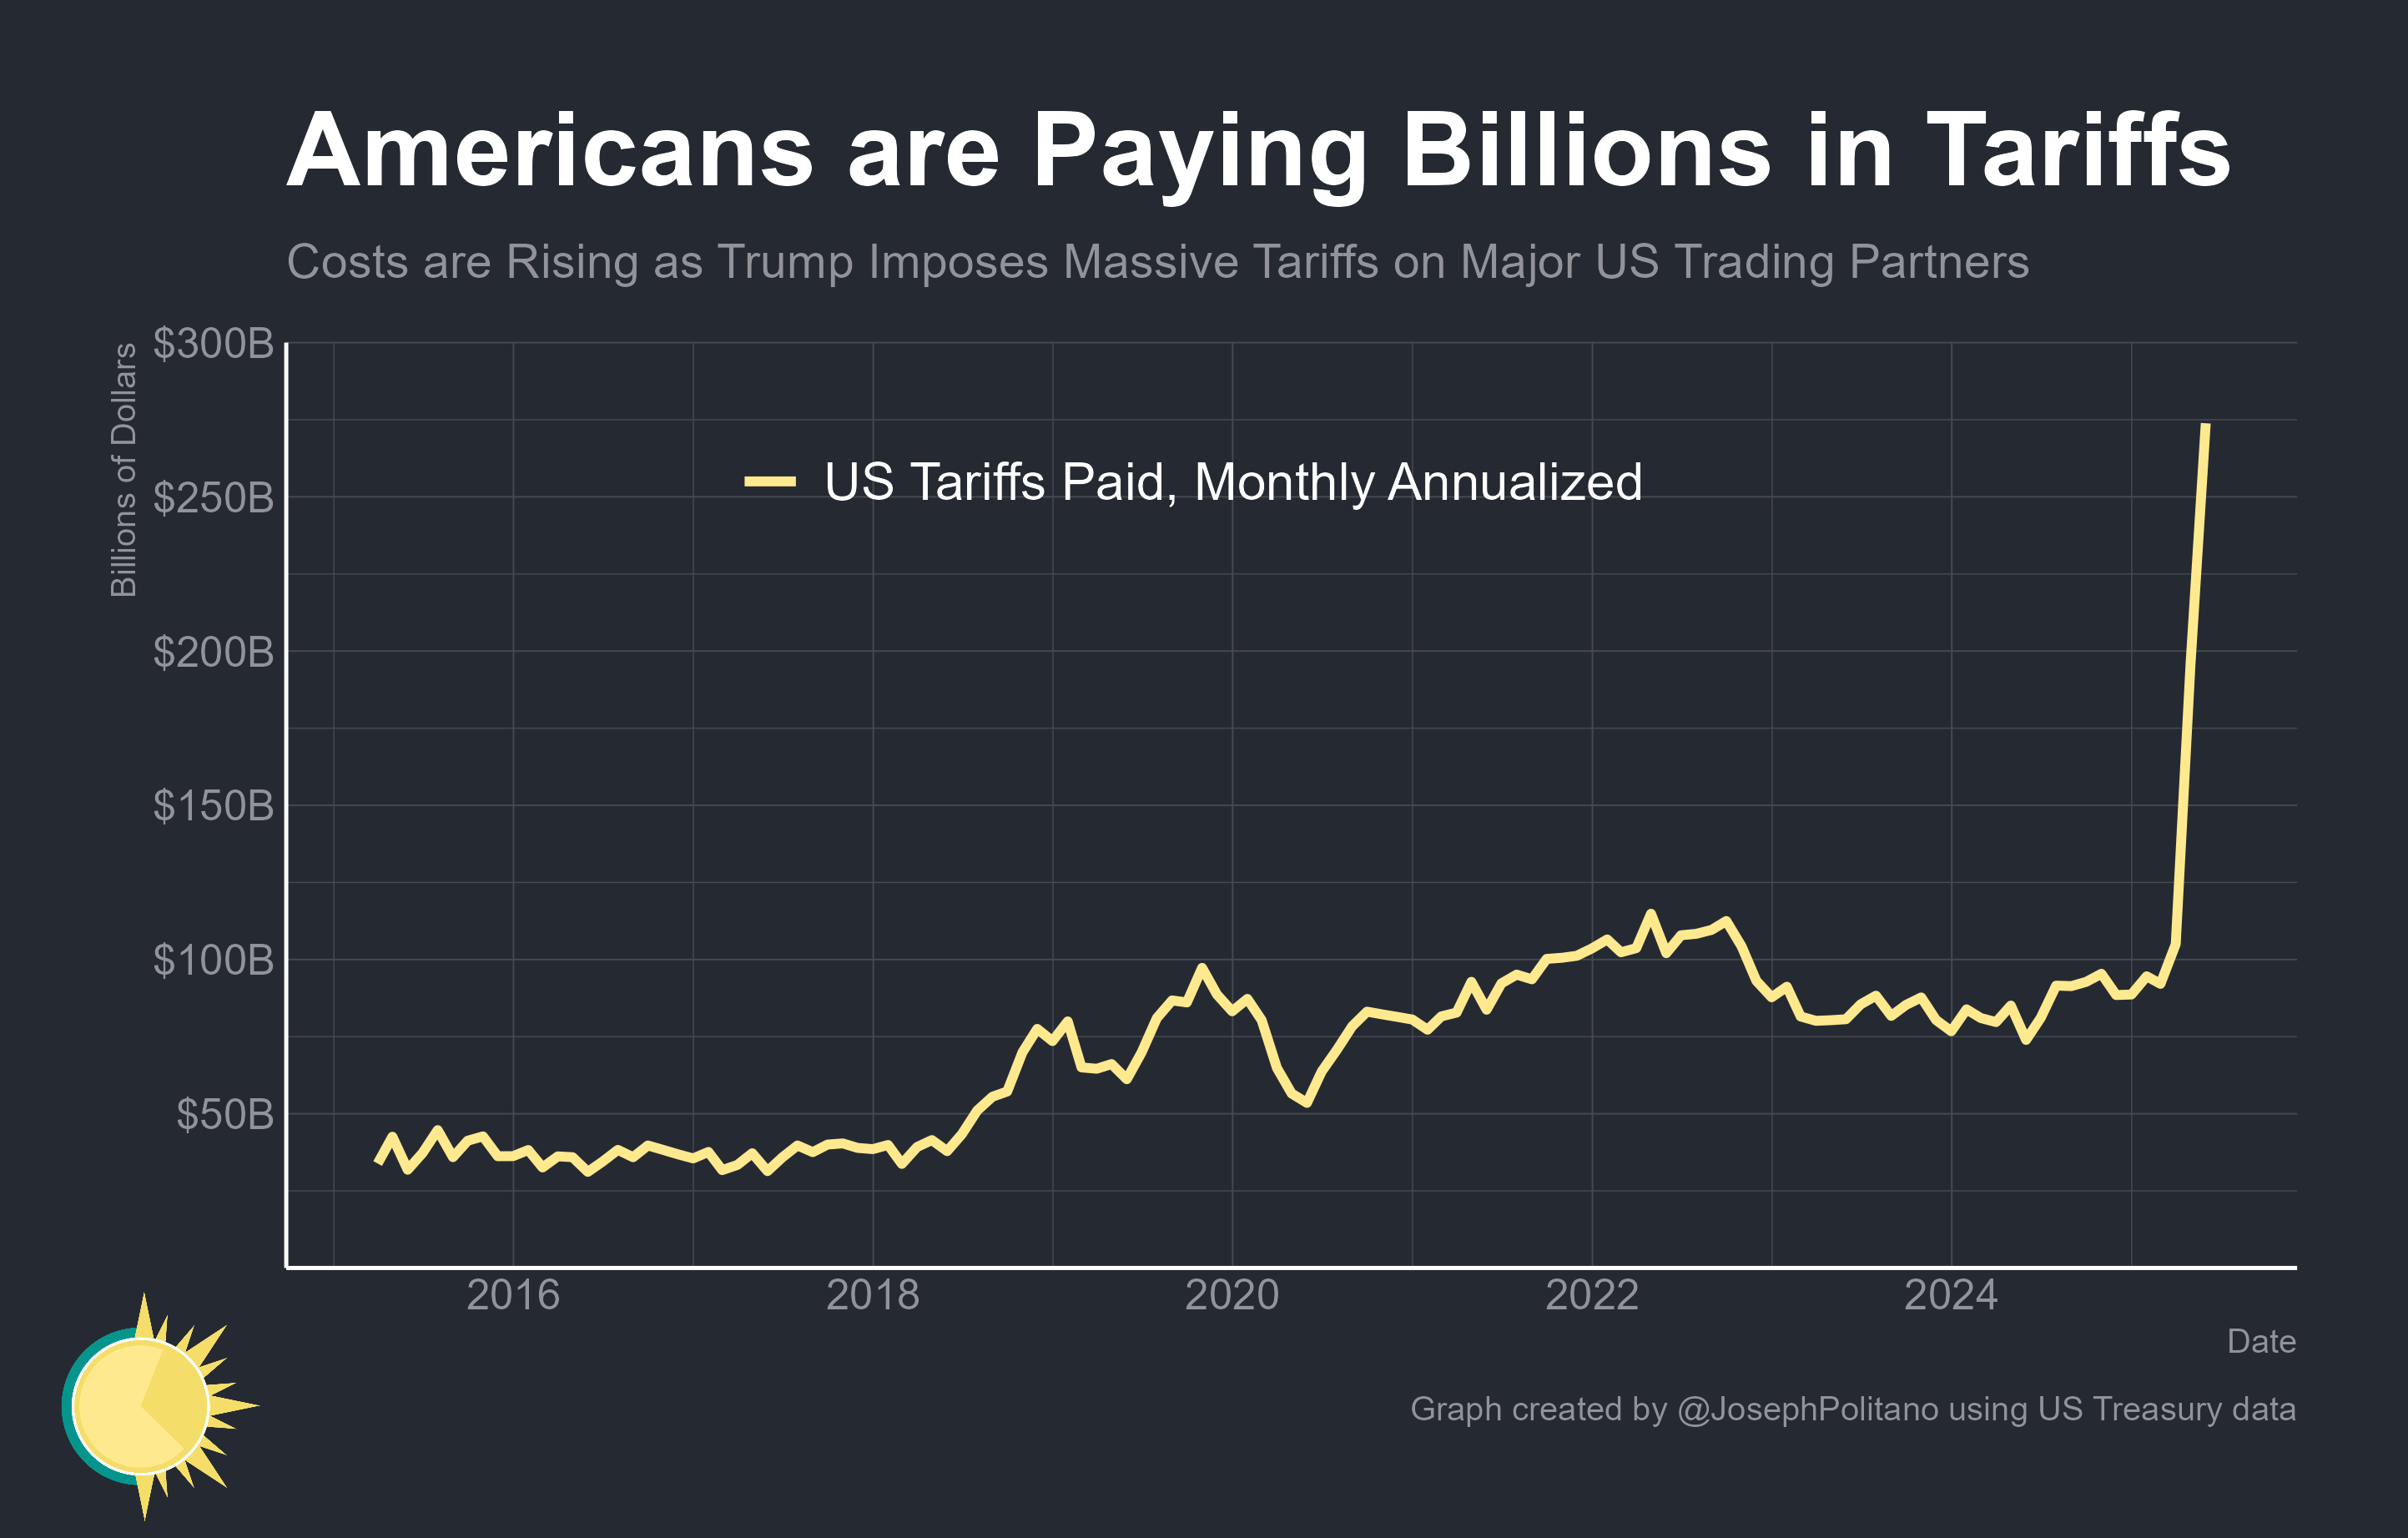 Americans are Paying Billions in Tariffs
Costs are Rising as Trump Imposes Massive Tariffs on Major US Trading Partners
Billions of Dollars
$300B
$250B
$200B
$150B
$100B
$50B
US Tariffs Paid, Monthly Annualized
2016
2018
2020
2022
2024
Date
Graph created by @JosephPolitano using US Treasury data